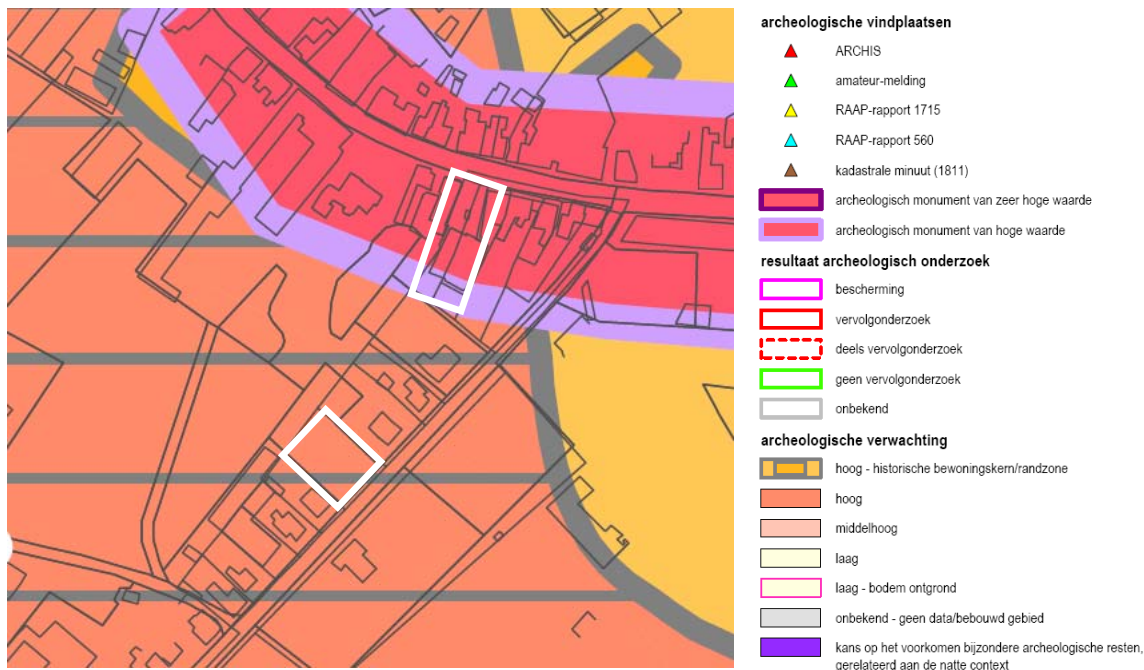 archeologische vindplaatsen
ARCHIS
amateur-melding
RAAP-rapport 1715
RAAP-rapport 560
kadastrale minuut (1811)
archeologisch monument van zeer hoge waarde
archeologisch monument van hoge waarde
resultaat archeologisch onderzoek
bescherming
vervolgonderzoek
deels vervolgonderzoek
geen vervolgonderzoek
onbekend
archeologische verwachting
hoog - historische bewoningskern/randzone
hoog
middelhoog
laag
laag - bodem ontgrond
onbekend - geen data/bebouwd gebied
kans op het voorkomen bijzondere archeologische resten,
gerelateerd aan de natte context